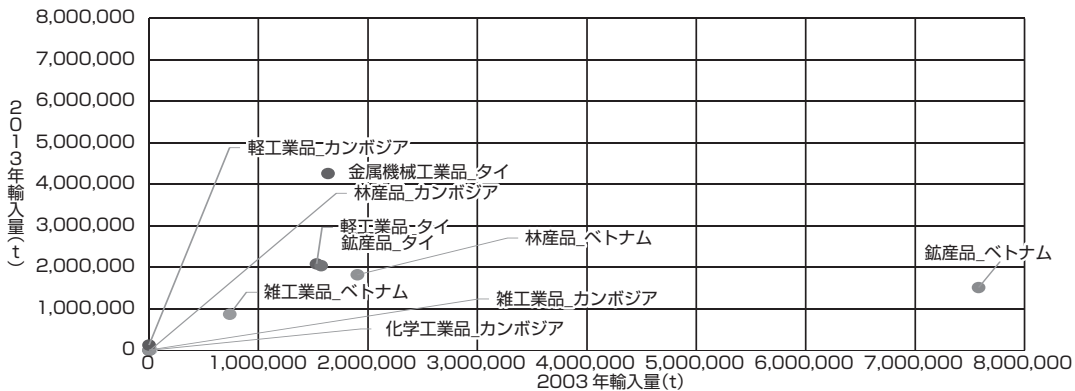 8,000,000
7,000,000
6,000,000
5,000,000
4,000,000
3,000,000
2,000,000
1,000,000
0
2013年輸入量(t)
軽工業品_カンボジア
金属機械工業品_タイ
林産品_カンボジア
軽工業品_タイ
鉱産品_タイ
林産品_ベトナム
鉱産品_ベトナム
雑工業品_ベトナム
雑工業品_カンボジア
化学工業品_カンボジア
0 1,000,000 2,000,000 3,000,000 4,000,000 5,000,000 6,000,000 7,000,000 8,000,000
2003年輸入量(t)